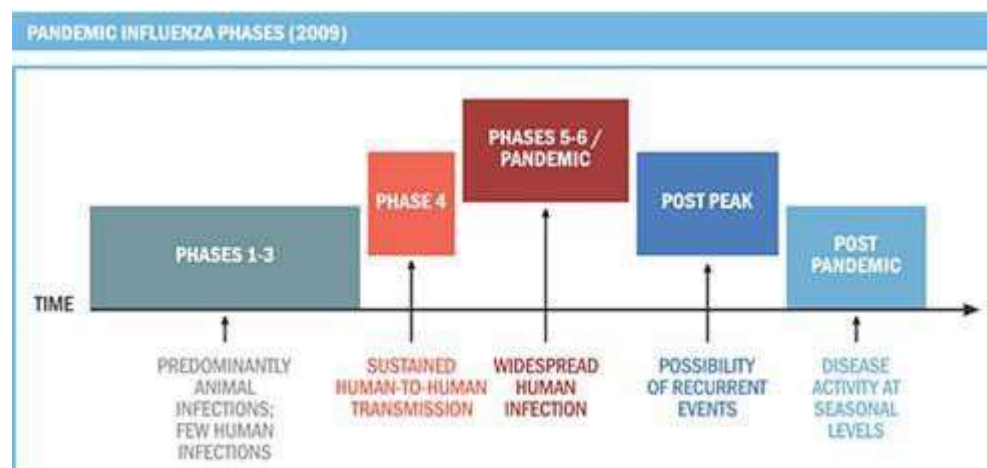 PANDEMIC INFLUENZA PHASES (2009)
PHASES 5-6 /
PANDEMIC
PHASE 4
POST PEAK
PHASES 1-3
POST
PANDEMIC
TIME
PREDOMINANTLY
ANIMAL
INFECTIONS;
FEW HUMAN
INFECTIONS
SUSTAINED
HUMAN-TO-HUMAN
TRANSMISSION
WIDESPREAD
HUMAN
INFECTION
POSSIBILITY
OF RECURRENT
EVENTS
DISEASE
ACTIVITY AT
SEASONAL
LEVELS